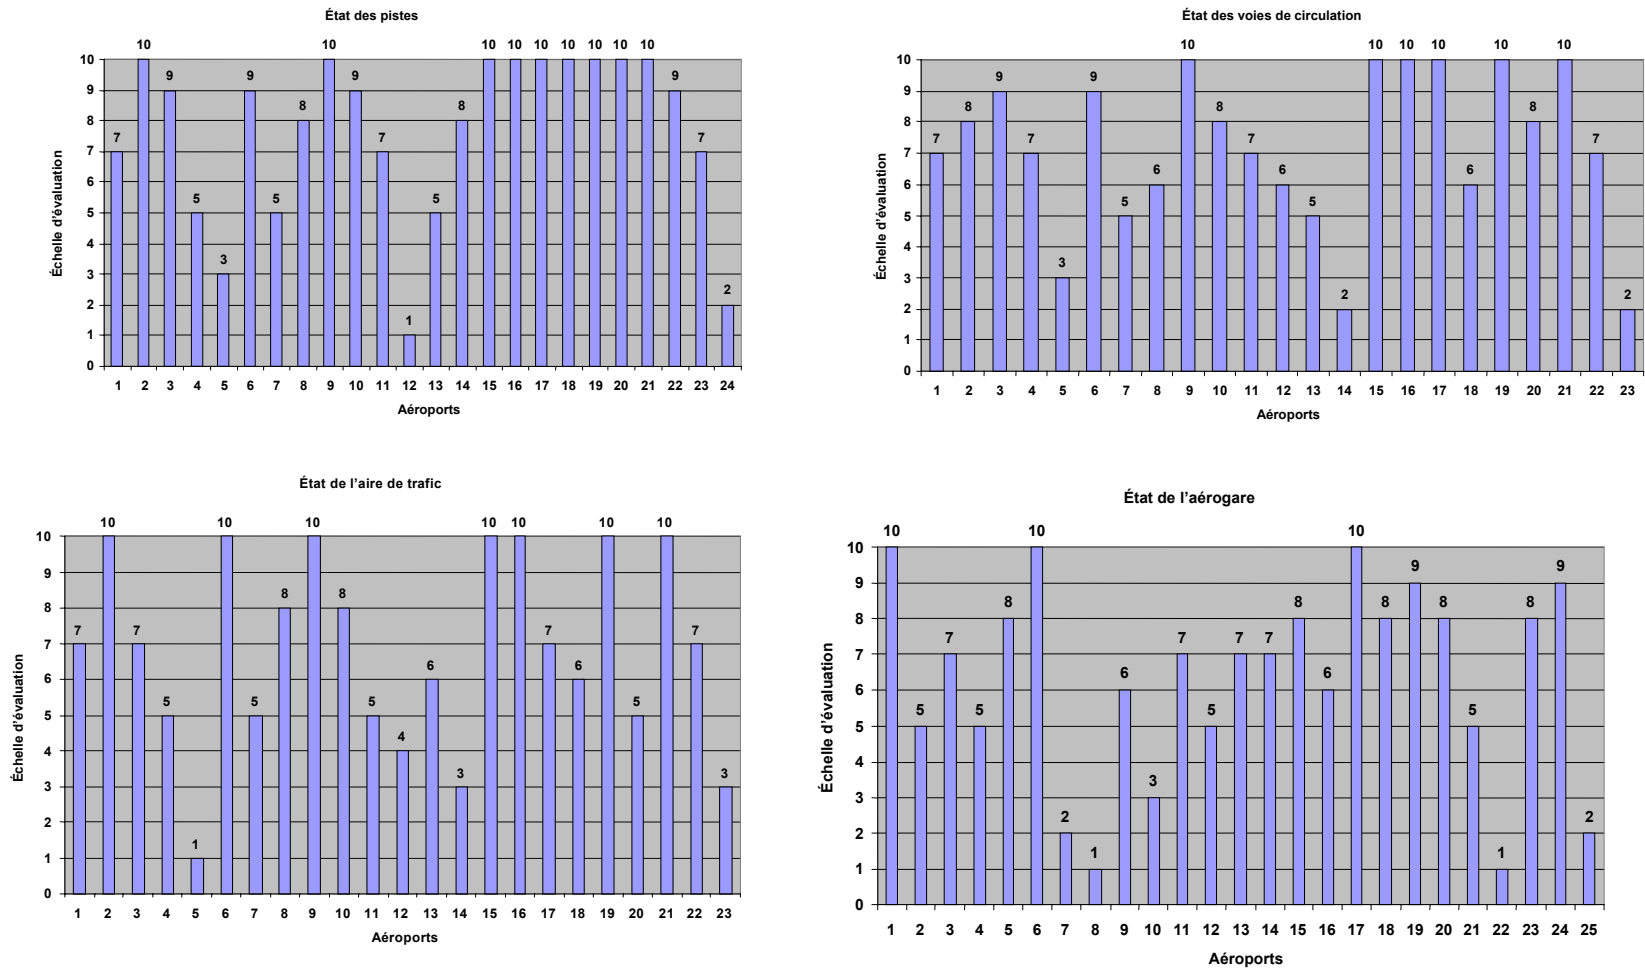 État des pistes
10 10 10 10 10 10 10 10 10
10
9 9 9 9
9
8 8
8
7 7 7
7
6
5 5 5
5
4
3
3
2
2
1
1
0
1 2 3 4 5 6 7 8 9 10 11 12 13 14 15 16 17 18 19 20 21 22 23 24
Aéroports
Échelle d'évaluation
État des voies de circulation
10 10 10 10 10 10
10
9 9
9
8 8 8
8
7 7 7 7
7
6 6 6
6
5 5
5
4
3
3
2 2
2
1
0
1 2 3 4 5 6 7 8 9 10 11 12 13 14 15 16 17 18 19 20 21 22 23
Aéroports
Échelle d'évaluation
État de l'aire de trafic
10 10 10 10 10 10 10
10
9
8 8
8
7 7 7 7
7
6 6
6
5 5 5 5
5
4
4
3 3
3
2
1
1
0
1 2 3 4 5 6 7 8 9 10 11 12 13 14 15 16 17 18 19 20 21 22 23
Aéroports
Échelle d'évaluation
État de l'aérogare
10 10 10
10
9 9
9
8 8 8 8 8
8
7 7 7 7
7
6 6
6
5 5 5 5
5
4
3
3
2 2
2
1 1
1
0
1 2 3 4 5 6 7 8 9 10 11 12 13 14 15 16 17 18 19 20 21 22 23 24 25
Aéroports
Échelle d'évaluation